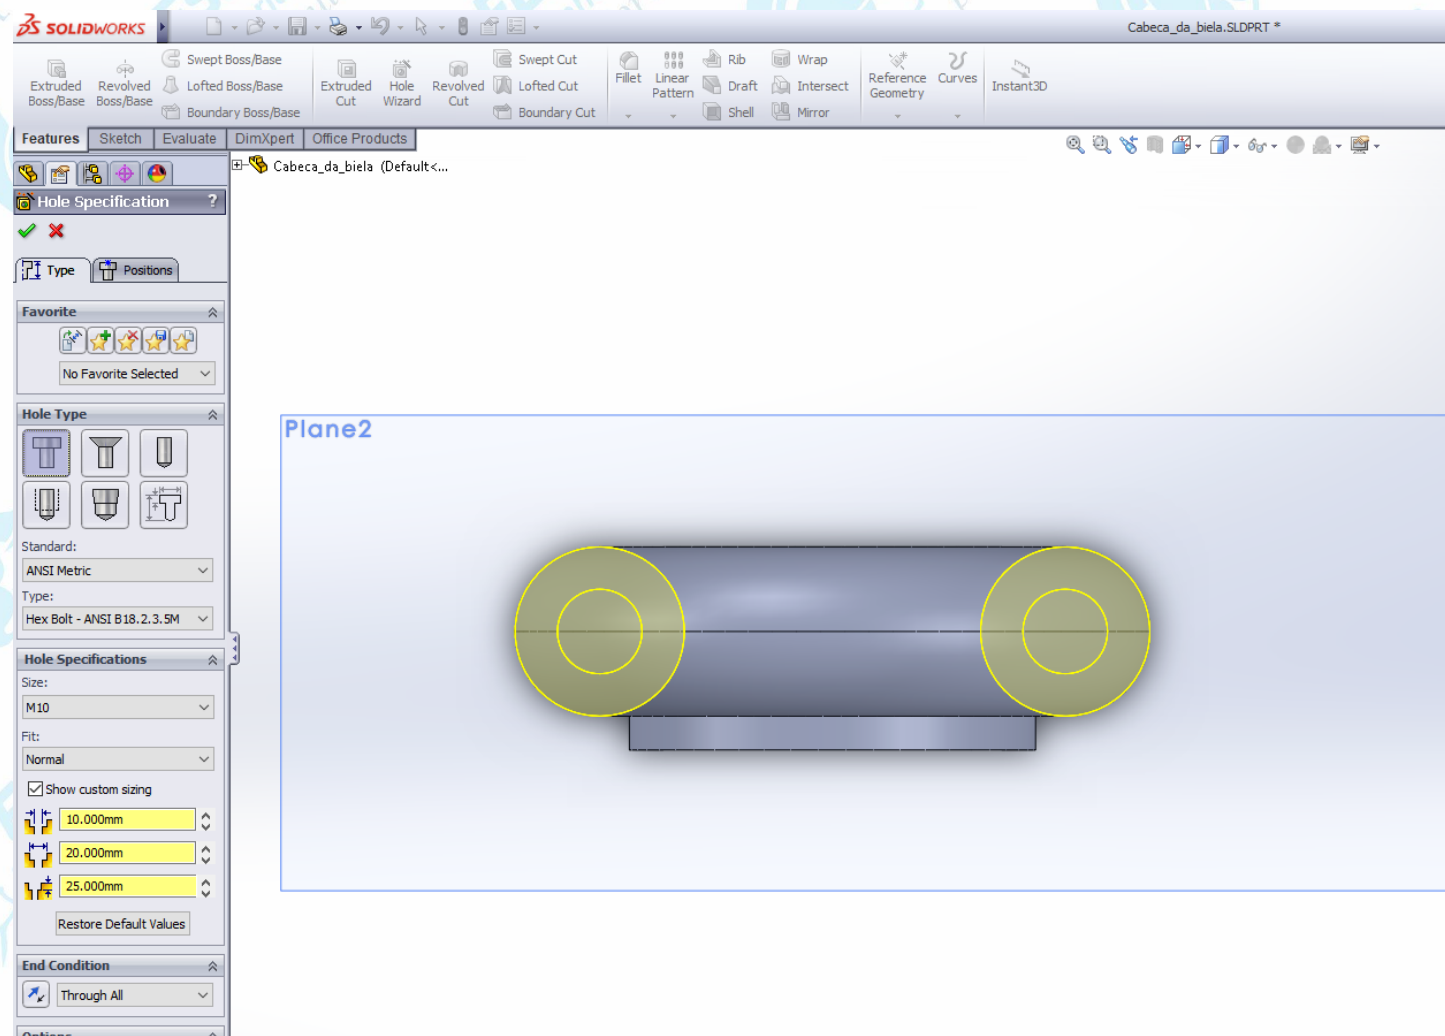 SOLIDWORKS
Cabeca_da_biela.SLDPRT *
Extruded Boss/Base
Revolved Boss/Base
Swept Boss/Base
Lofted Boss/Base
Boundary Boss/Base
Extruded Cut
Hole Wizard
Revolved Cut
Swept Cut
Lofted Cut
Boundary Cut
Fillet
Linear Pattern
Rib
Draft
Shell
Wrap
Intersect
Mirror
Reference Geometry
Curves
Instant3D
Features
Sketch
Evaluate
DimXpert
Office Products
Cabeca_da_biela (Default<...
Hole Specification
?
Type
Positions
Favorite
No Favorite Selected
Hole Type
Standard:
ANSI Metric
Type:
Hex Bolt - ANSI B18.2.3.5M
Hole Specifications
Size:
M10
Fit:
Normal
Show custom sizing
10.000mm
20.000mm
25.000mm
Restore Default Values
End Condition
Through All
Options
Plane2